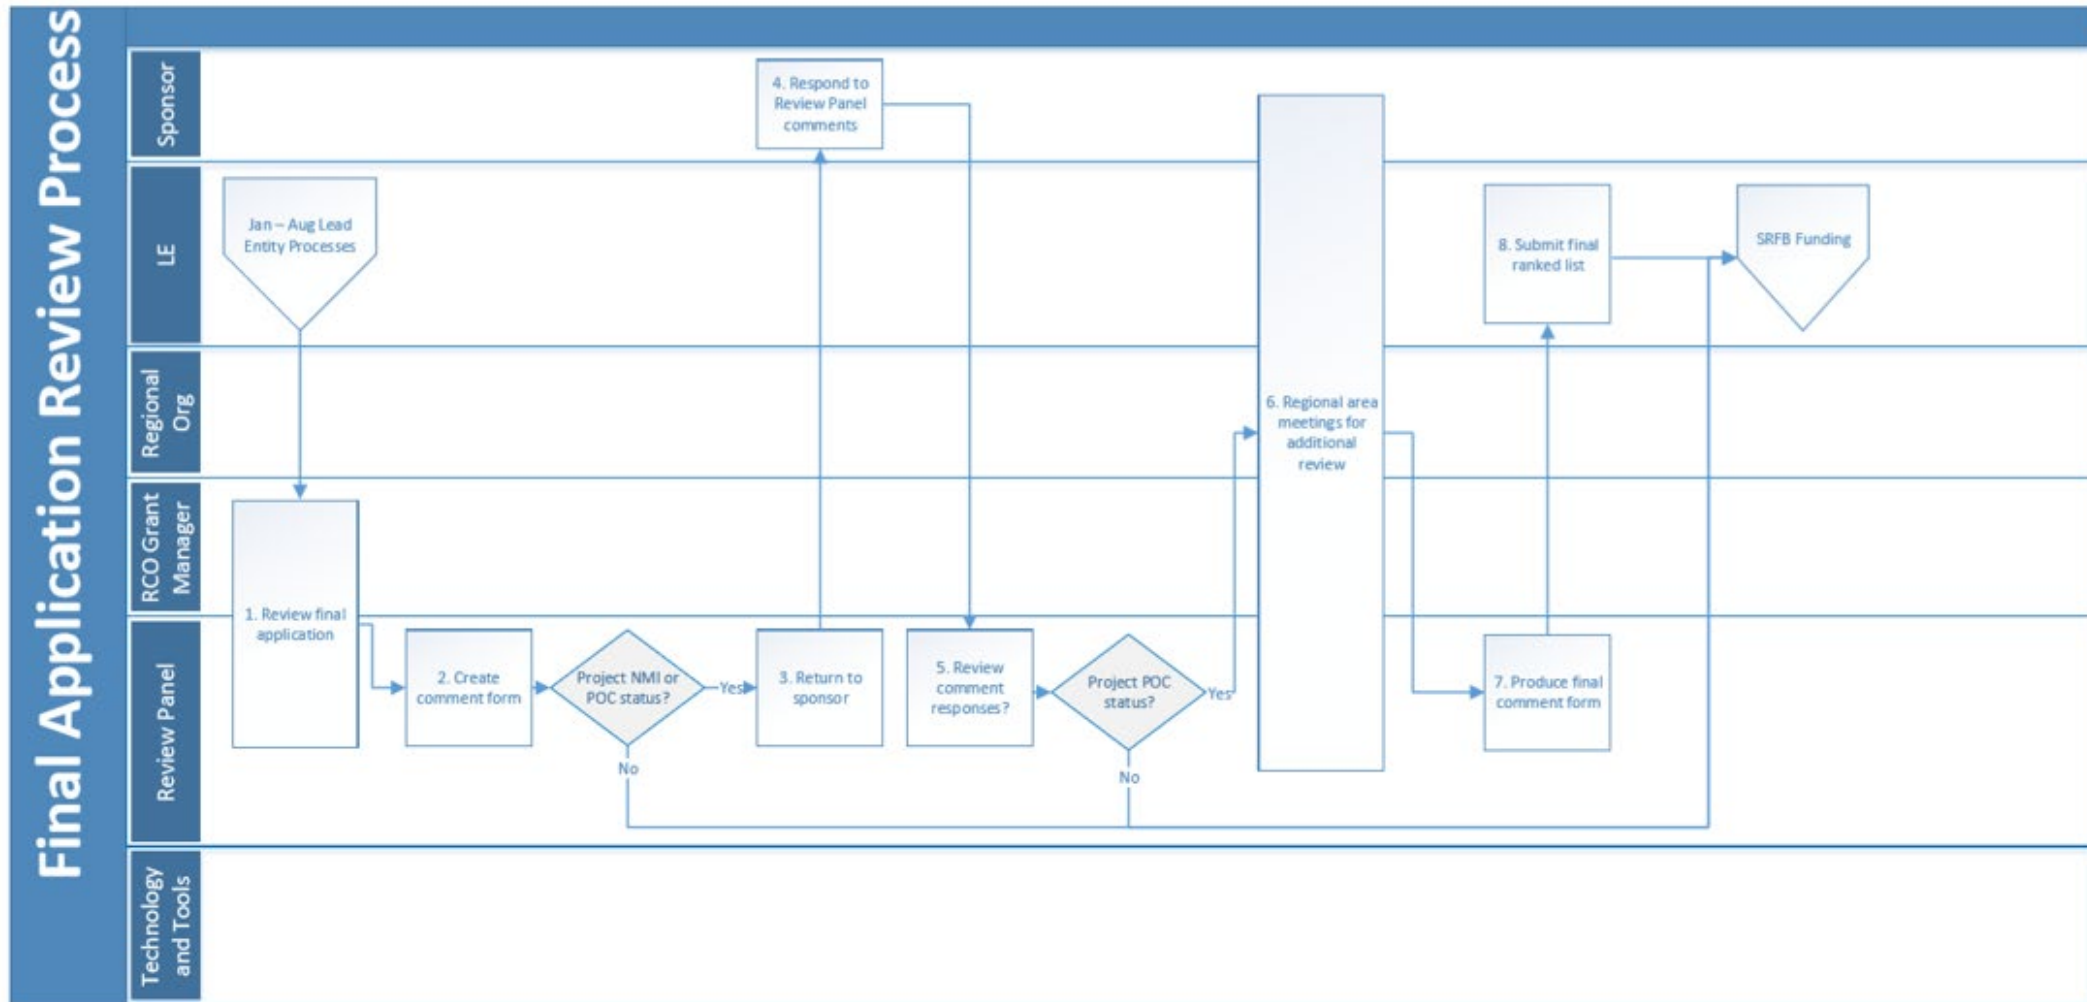 Final Application Review Process
Sponsor
4. Respond to
Review Panel
comments
LE
Jan – Aug Lead
Entity Processes
8. Submit final
ranked list
SRFB Funding
Regional
Org
6. Regional area
meetings for
additional
review
RCO Grant
Manager
1. Review final
application
Review Panel
2. Create
comment form
Project NMI or
POC status?
Yes
No
3. Return to
sponsor
5. Review
comment
responses?
Project POC
status?
Yes
No
7. Produce final
comment form
Technology
and Tools